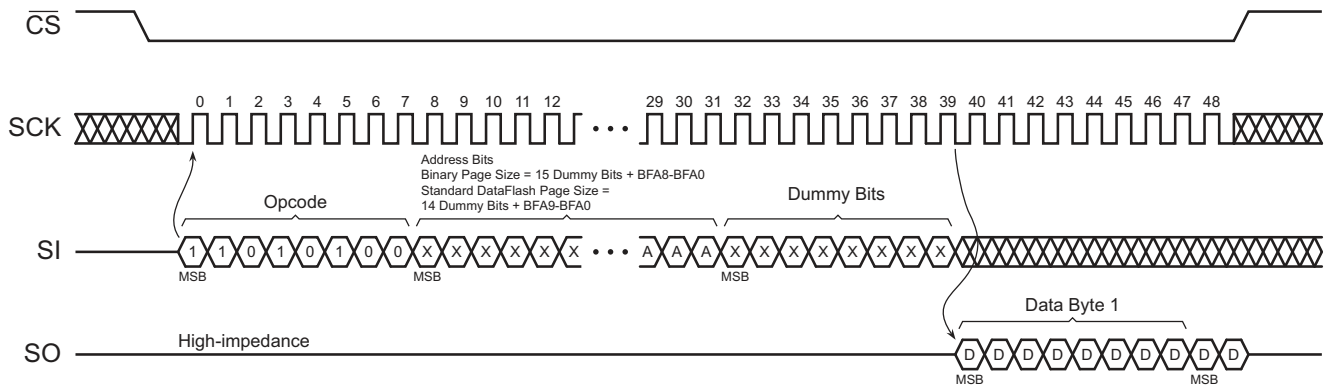 CS
0 1 2 3 4 5 6 7 8 9 10 11 12 29 30 31 32 33 34 35 36 37 38 39 40 41 42 43 44 45 46 47 48
SCK
Address Bits
Binary Page Size = 15 Dummy Bits + BFA8-BFA0
Standard DataFlash Page Size =
14 Dummy Bits + BFA9-BFA0
Opcode
Dummy Bits
SI
1 1 0 1 0 1 0 0 X X X X X X A A A X X X X X X X X
MSB MSB MSB
Data Byte 1
High-impedance
SO
D D D D D D D D D D
MSB MSB